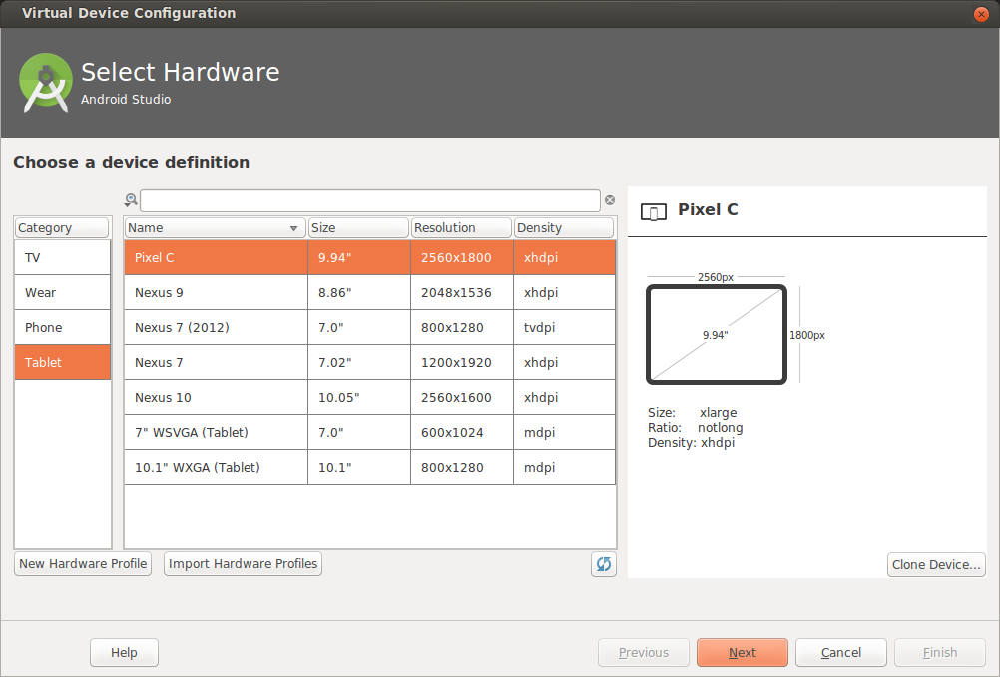 Virtual Device Configuration
Select Hardware
Android Studio
Choose a device definition
Category
TV
Wear
Phone
Tablet
Name Size Resolution Density
Pixel C 9.94" 2560x1800 xhdpi
Nexus 9 8.86" 2048x1536 xhdpi
Nexus 7 (2012) 7.0" 800x1280 tvdpi
Nexus 7 7.02" 1200x1920 xhdpi
Nexus 10 10.05" 2560x1600 xhdpi
7" WSVGA (Tablet) 7.0" 600x1024 mdpi
10.1" WXGA (Tablet) 10.1" 800x1280 mdpi
Pixel C
2560px
9.94"
1800px
Size: xlarge
Ratio: notlong
Density: xhdpi
New Hardware Profile Import Hardware Profiles Clone Device...
Help Previous Next Cancel Finish